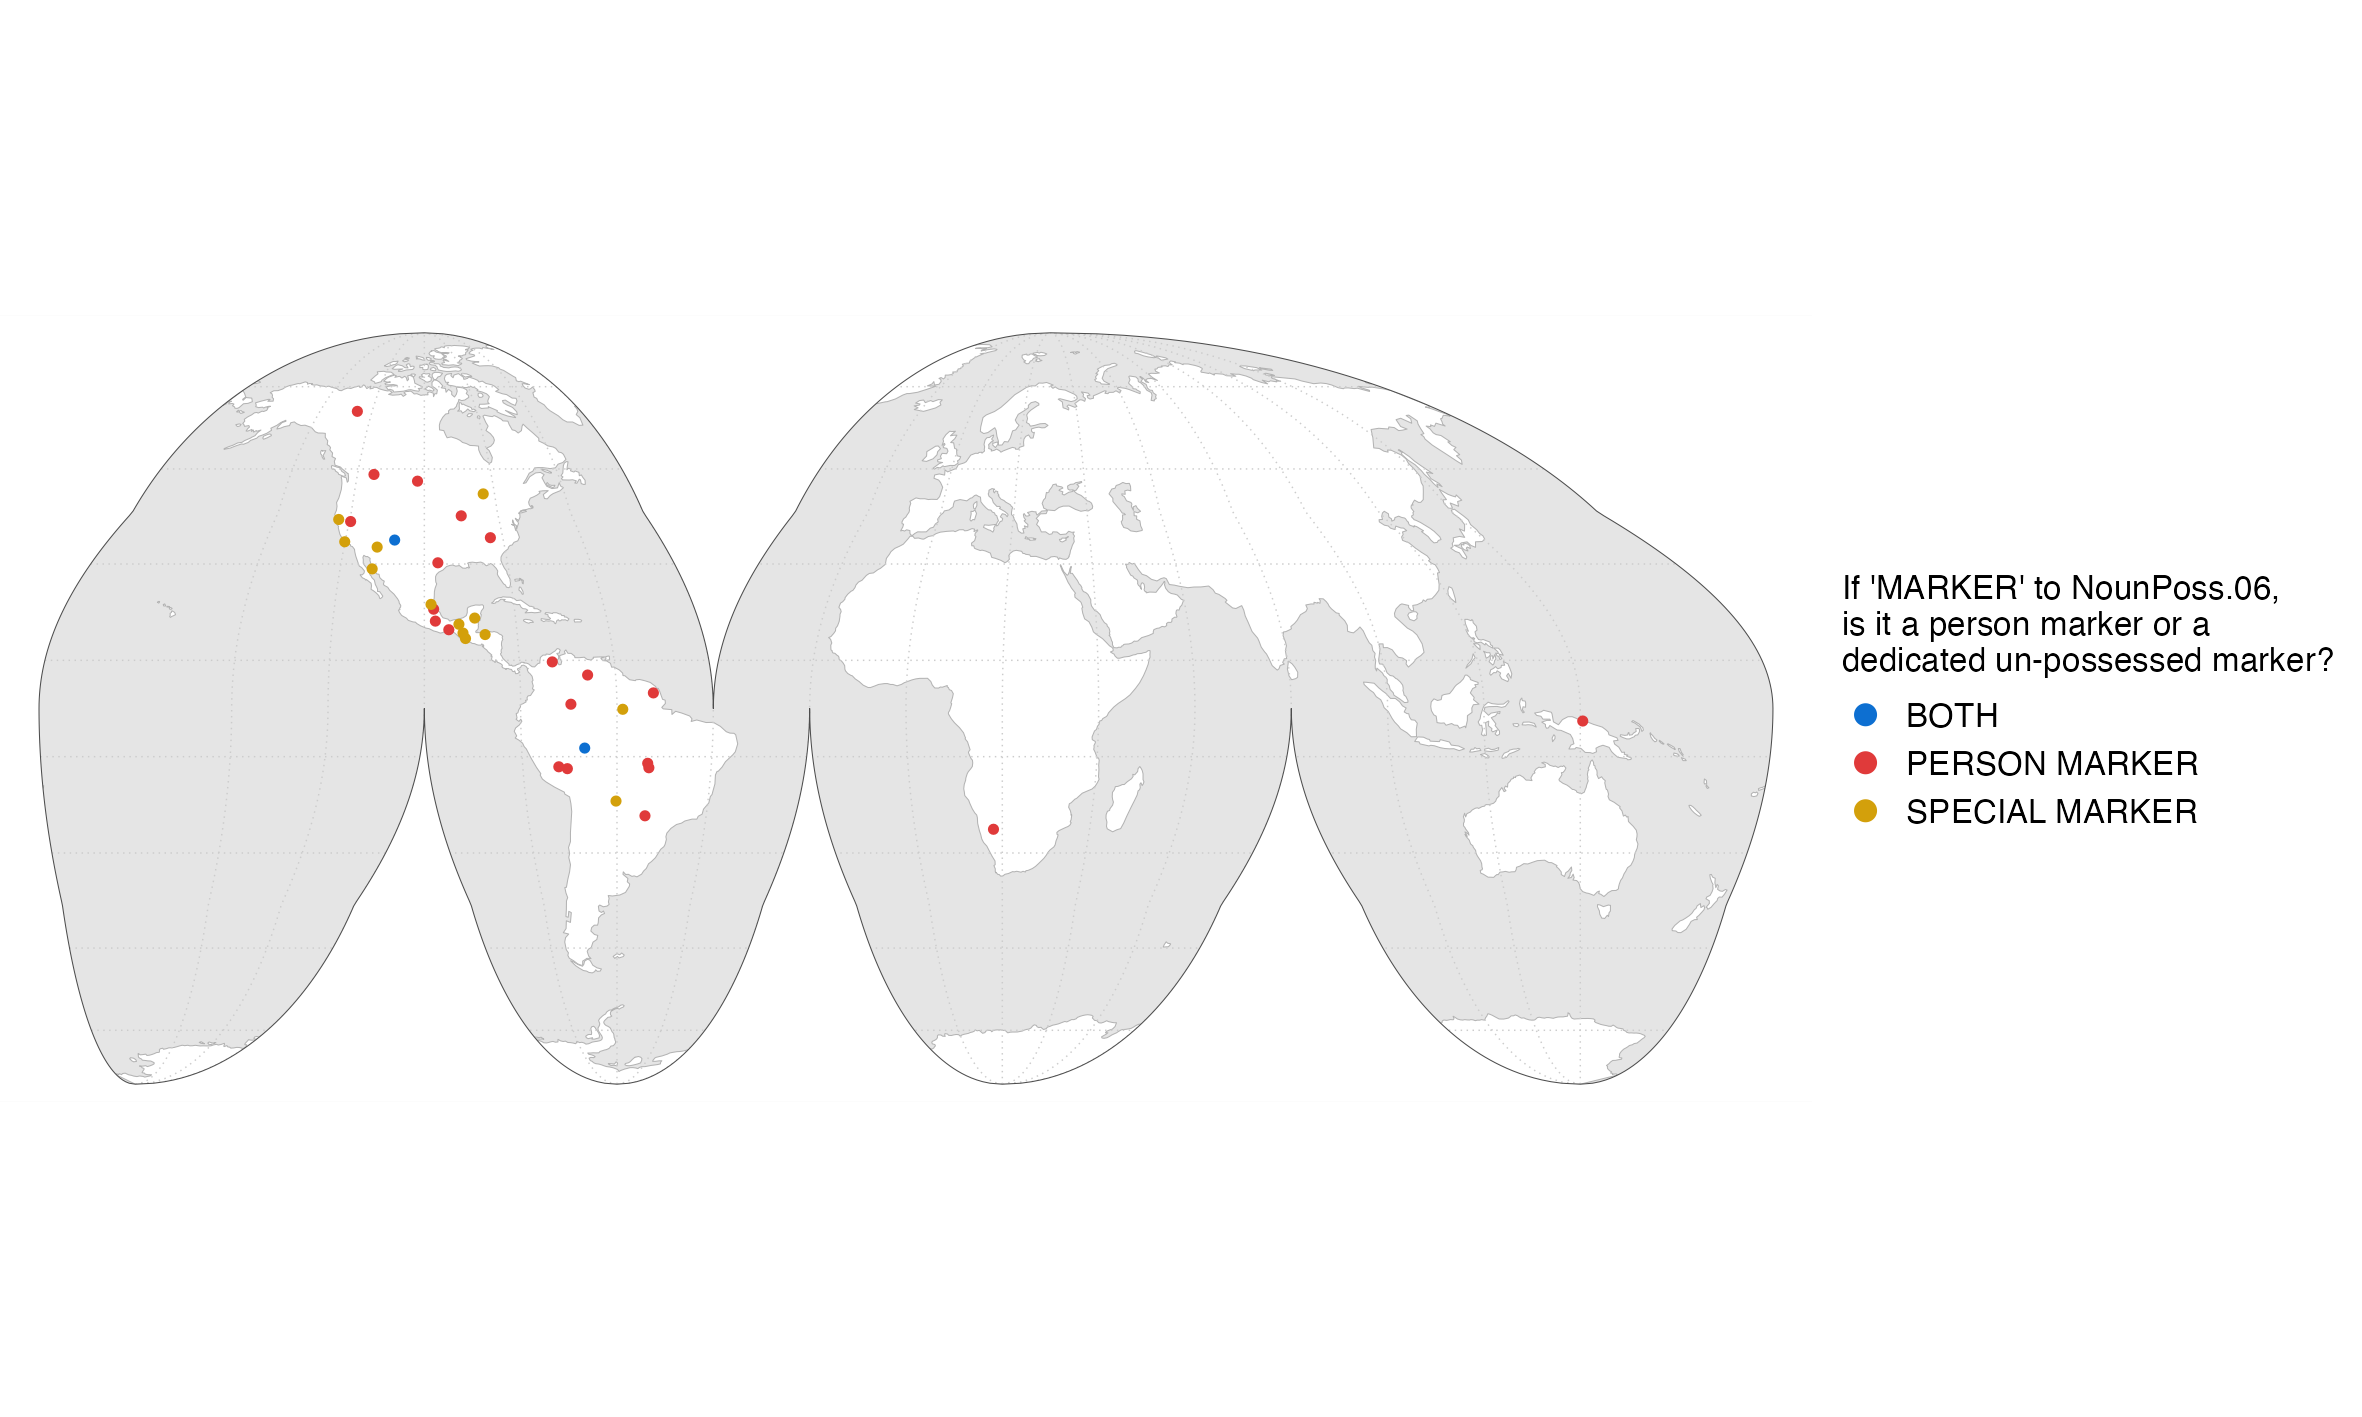 If 'MARKER' to NounPoss.06,
is it a person marker or a
dedicated un-possessed marker?
BOTH
PERSON MARKER
SPECIAL MARKER